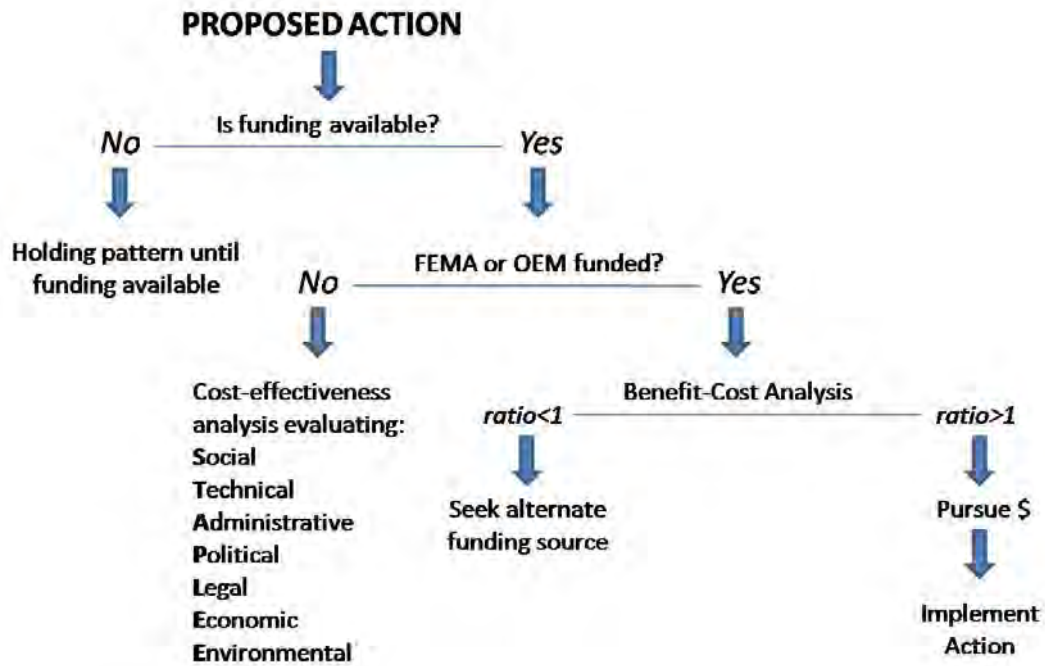 PROPOSED ACTION
Is funding available?
No
Yes
Holding pattern until
funding available
FEMA or OEM funded?
No
Yes
Cost-effectiveness
analysis evaluating:
Social
Technical
Administrative
Political
Legal
Economic
Environmental
Benefit-Cost Analysis
ratio<1
ratio>1
Seek alternate
funding source
Pursue $
Implement
Action